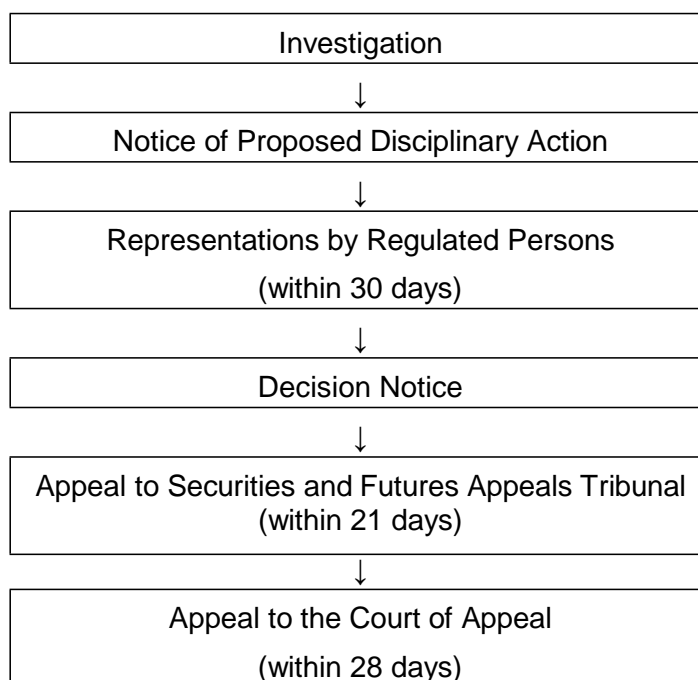 Investigation
↓
Notice of Proposed Disciplinary Action
↓
Representations by Regulated Persons
(within 30 days)
↓
Decision Notice
↓
Appeal to Securities and Futures Appeals Tribunal
(within 21 days)
↓
Appeal to the Court of Appeal
(within 28 days)